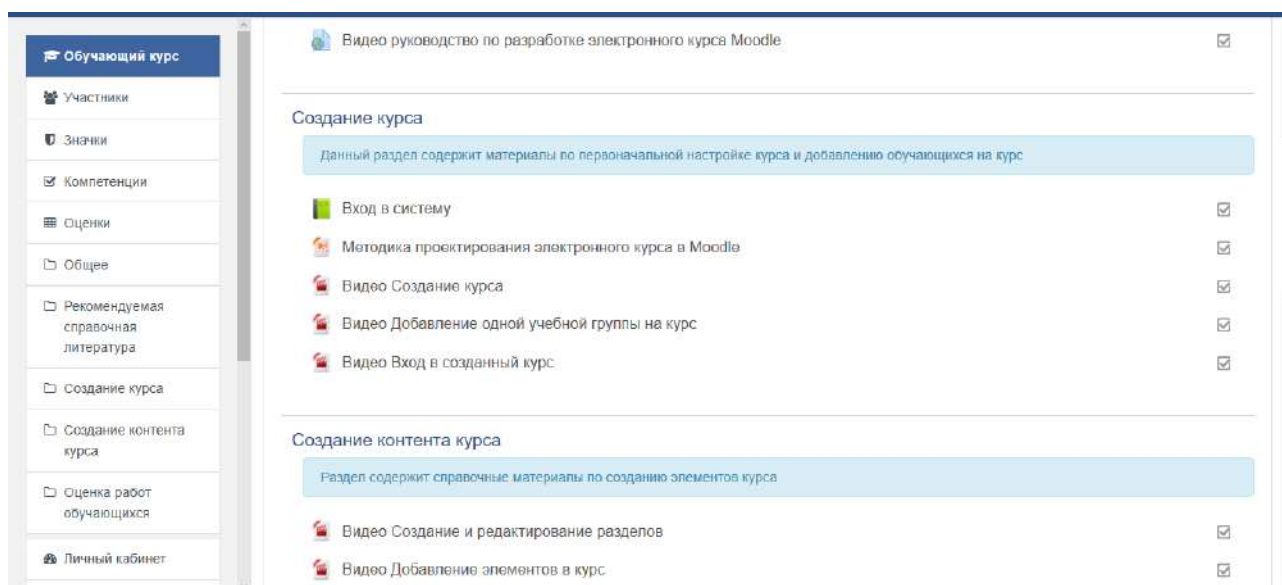 Обучающий курс
Участники
Значки
Компетенции
Оценки
Общее
Рекомендуемая
справочная
литература
Создание курса
Создание контента
курса
Оценка работ
обучающихся
Личный кабинет
Видео руководство по разработке электронного курса Moodle
Создание курса
Данный раздел содержит материалы по первоначальной настройке курса и добавлению обучающихся на курс
Вход в систему
Методика проектирования электронного курса в Moodle
Видео Создание курса
Видео Добавление одной учебной группы на курс
Видео Вход в созданный курс
Создание контента курса
Раздел содержит справочные материалы по созданию элементов курса
Видео Создание и редактирование разделов
Видео Добавление элементов в курс